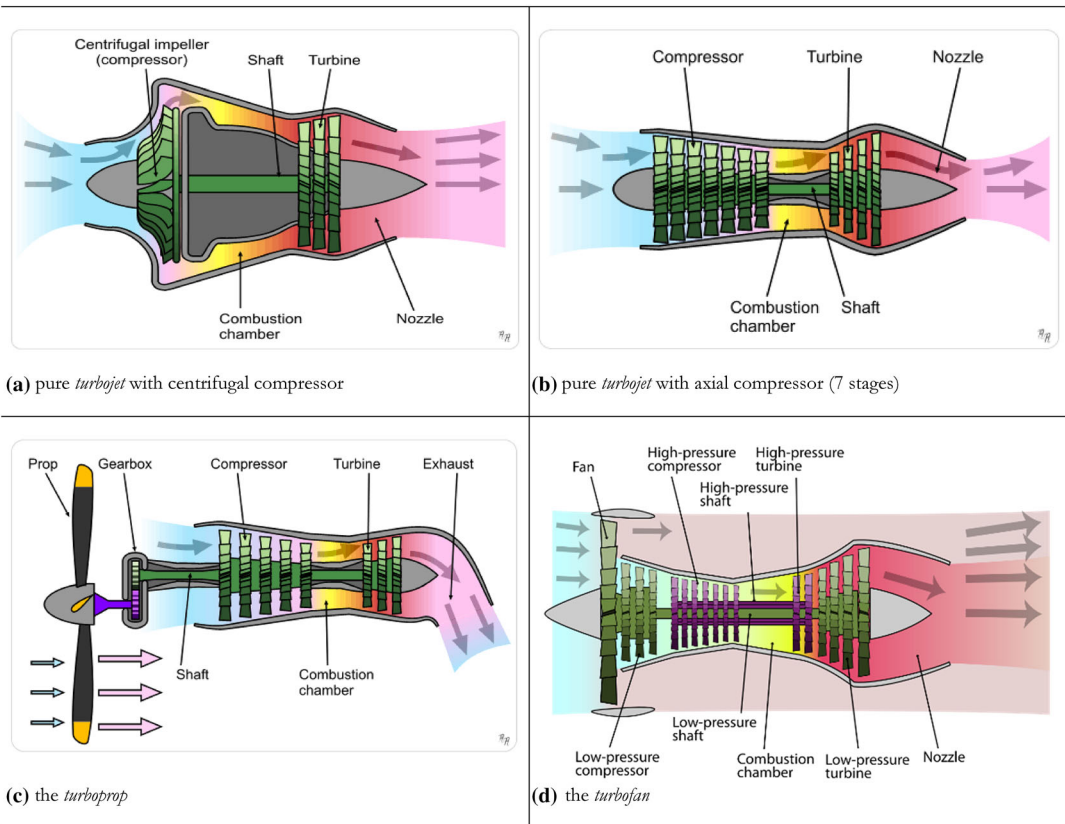 Centrifugal impeller
(compressor)
Shaft
Turbine
Combustion
chamber
Nozzle
(a) pure turbojet with centrifugal compressor
Compressor
Turbine
Nozzle
Combustion
chamber
Shaft
(b) pure turbojet with axial compressor (7 stages)
Prop
Gearbox
Compressor
Turbine
Exhaust
Shaft
Combustion
chamber
(c) the turboprop
Fan
High-pressure
compressor
High-pressure
turbine
High-pressure
shaft
Low-pressure
shaft
Low-pressure
compressor
Combustion
chamber
Low-pressure
turbine
Nozzle
(d) the turbofan